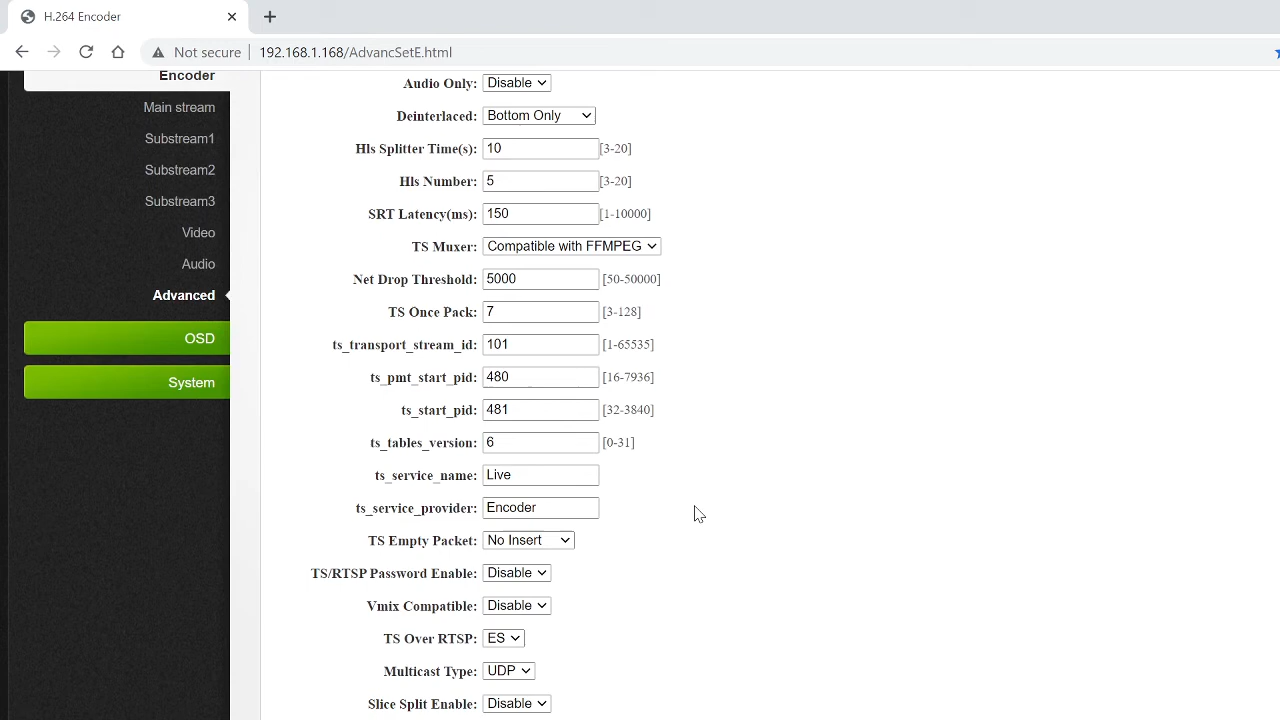 H.264 Encoder
Not secure 192.168.1.168/AdvancSetE.html
Encoder
Main stream
Substream1
Substream2
Substream3
Video
Audio
Advanced
OSD
System
Audio Only: Disable
Deinterlaced: Bottom Only
Hls Splitter Time(s): 10 [3-20]
Hls Number: 5 [3-20]
SRT Latency(ms): 150 [1-10000]
TS Muxer: Compatible with FFMPEG
Net Drop Threshold: 5000 [50-50000]
TS Once Pack: 7 [3-128]
ts_transport_stream_id: 101 [1-65535]
ts_pmt_start_pid: 480 [16-7936]
ts_start_pid: 481 [32-3840]
ts_tables_version: 6 [0-31]
ts_service_name: Live
ts_service_provider: Encoder
TS Empty Packet: No Insert
TS/RTSP Password Enable: Disable
Vmix Compatible: Disable
TS Over RTSP: ES
Multicast Type: UDP
Slice Split Enable: Disable